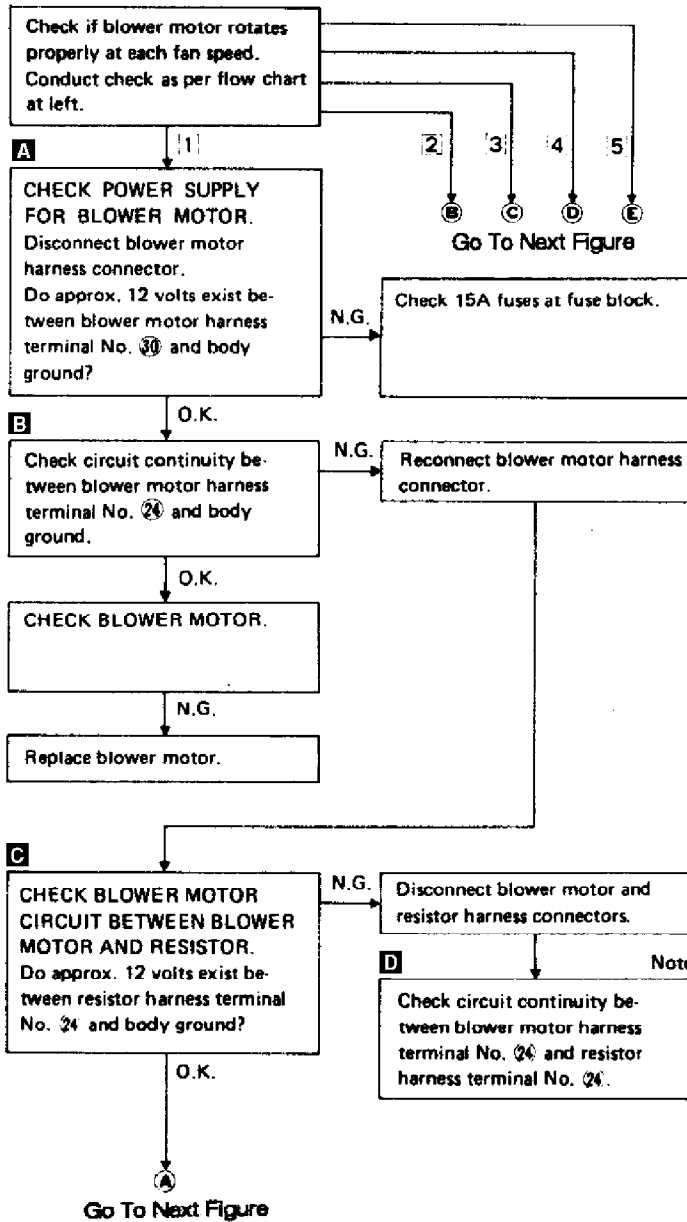 Check if blower motor rotates
properly at each fan speed.
Conduct check as per flow chart
at left.
1
2
3
4
5
B
C
D
E
Go To Next Figure
A
CHECK POWER SUPPLY
FOR BLOWER MOTOR.
Disconnect blower motor
harness connector.
Do approx. 12 volts exist be-
tween blower motor harness
terminal No. 30 and body
ground?
N.G.
Check 15A fuses at fuse block.
O.K.
B
Check circuit continuity be-
tween blower motor harness
terminal No. 24 and body
ground.
N.G.
Reconnect blower motor harness
connector.
O.K.
CHECK BLOWER MOTOR.
N.G.
Replace blower motor.
C
CHECK BLOWER MOTOR
CIRCUIT BETWEEN BLOWER
MOTOR AND RESISTOR.
Do approx. 12 volts exist be-
tween resistor harness terminal
No. 24 and body ground?
N.G.
Disconnect blower motor and
resistor harness connectors.
D
Note
Check circuit continuity be-
tween blower motor harness
terminal No. 24 and resistor
harness terminal No. 24.
O.K.
A
Go To Next Figure